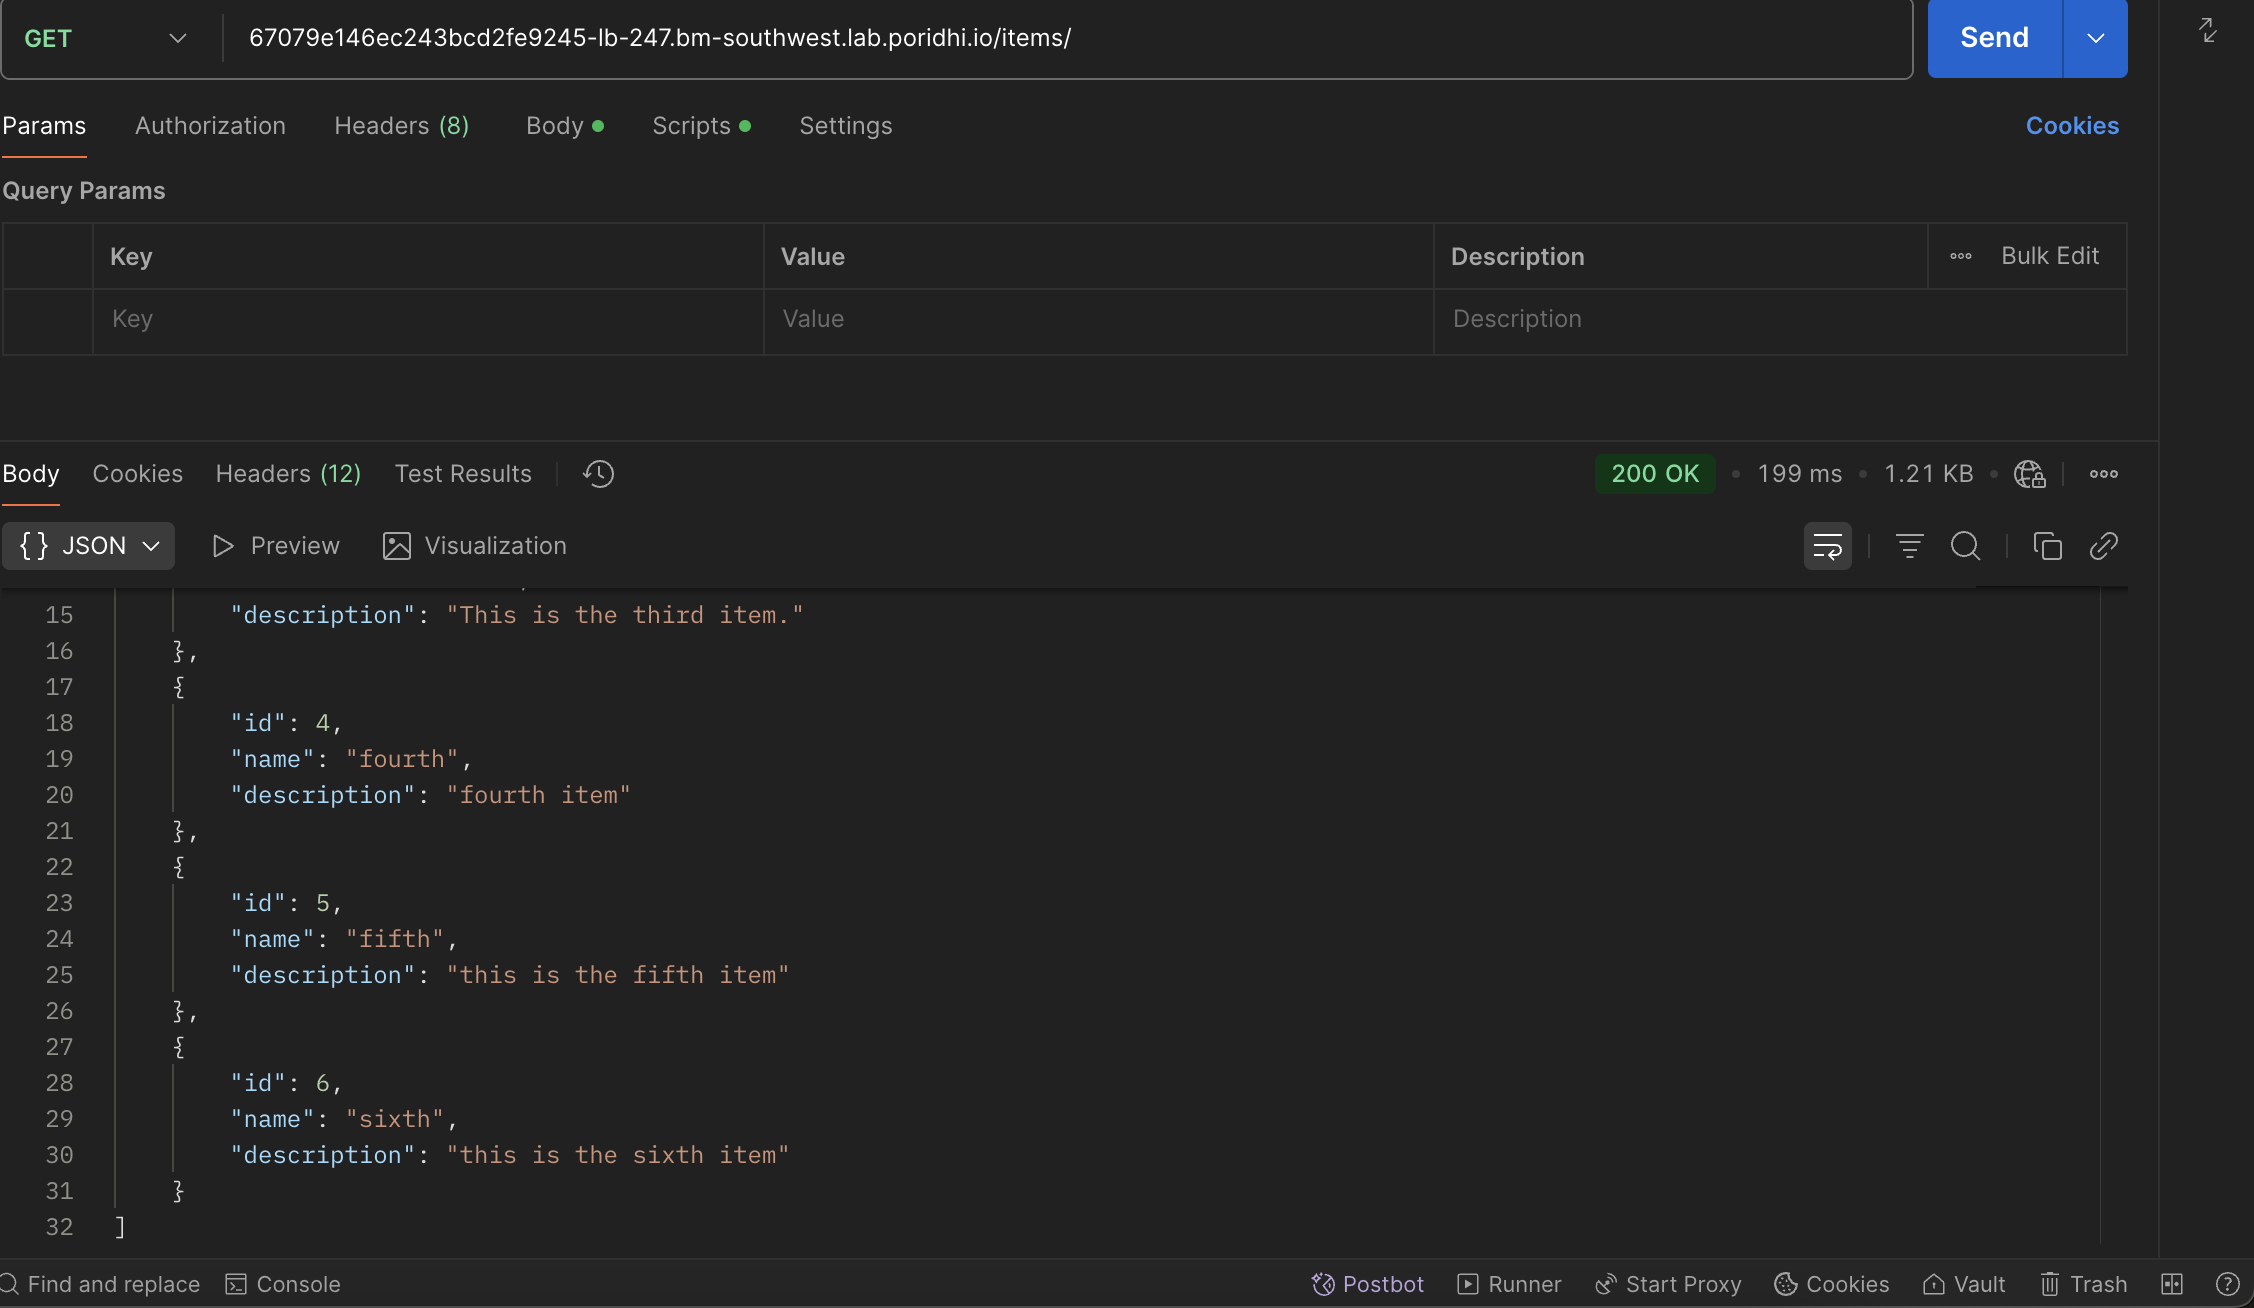 GET 67079e146ec243bcd2fe9245-lb-247.bm-southwest.lab.poridhi.io/items/ Send
Params Authorization Headers (8) Body Scripts Settings Cookies
Query Params
Key Value Description Bulk Edit
Key Value Description
Body Cookies Headers (12) Test Results 200 OK • 199 ms • 1.21 KB •
{} JSON Preview Visualization
15 "description": "This is the third item."
16 },
17 {
18 "id": 4,
19 "name": "fourth",
20 "description": "fourth item"
21 },
22 {
23 "id": 5,
24 "name": "fifth",
25 "description": "this is the fifth item"
26 },
27 {
28 "id": 6,
29 "name": "sixth",
30 "description": "this is the sixth item"
31 }
32 ]
Find and replace Console Postbot Runner Start Proxy Cookies Vault Trash